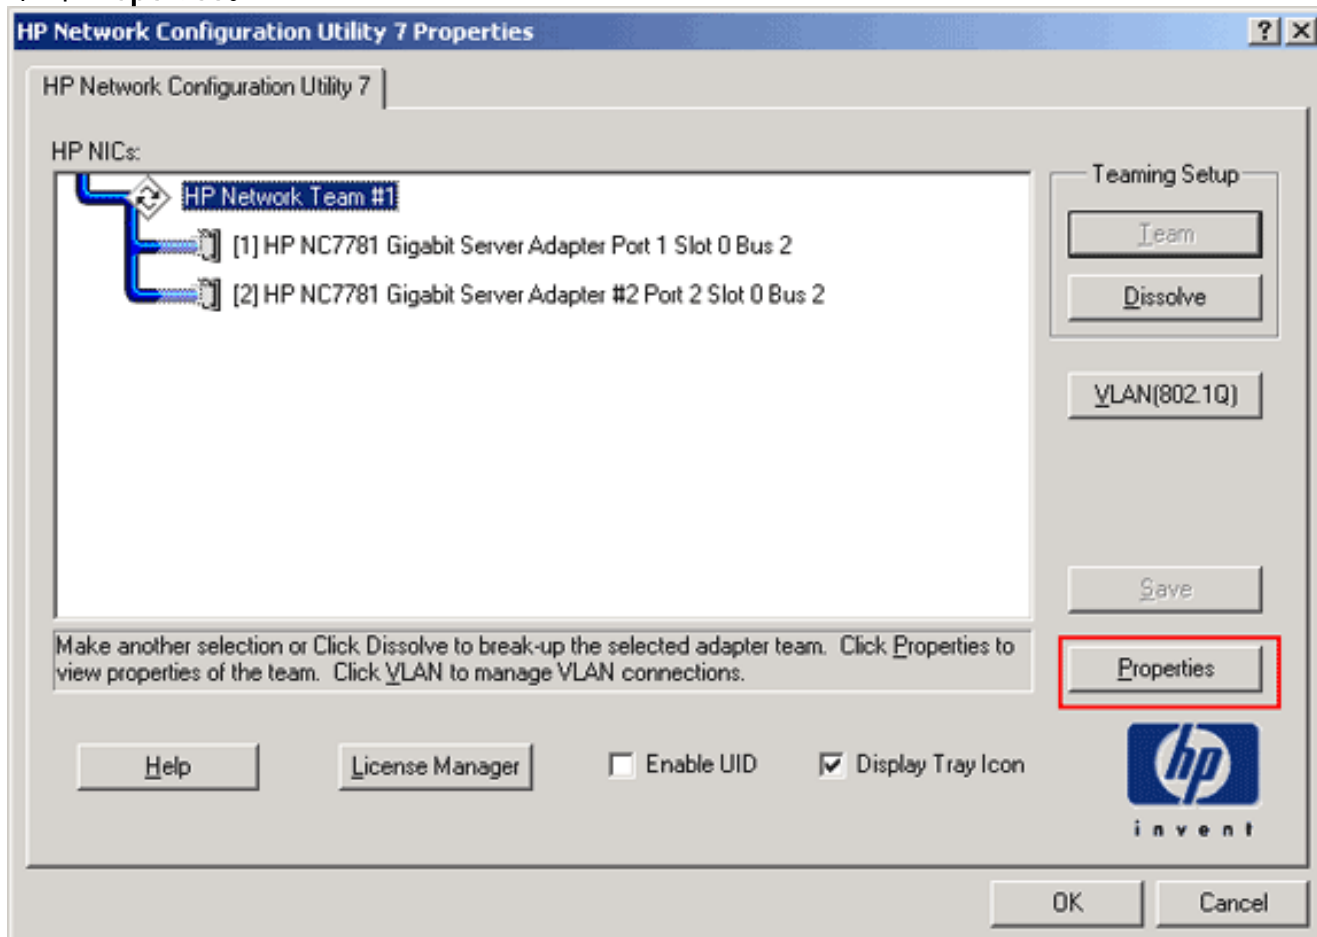 HP Network Configuration Utility 7 Properties
HP Network Configuration Utility 7
HP NICs:
HP Network Team #1
[1] HP NC7781 Gigabit Server Adapter Port 1 Slot 0 Bus 2
[2] HP NC7781 Gigabit Server Adapter #2 Port 2 Slot 0 Bus 2
Teaming Setup
Team
Dissolve
VLAN(802.1Q)
Save
Make another selection or Click Dissolve to break-up the selected adapter team. Click Properties to
view properties of the team. Click VLAN to manage VLAN connections.
Properties
Help
License Manager
Enable UID
Display Tray Icon
hp
invent
OK
Cancel